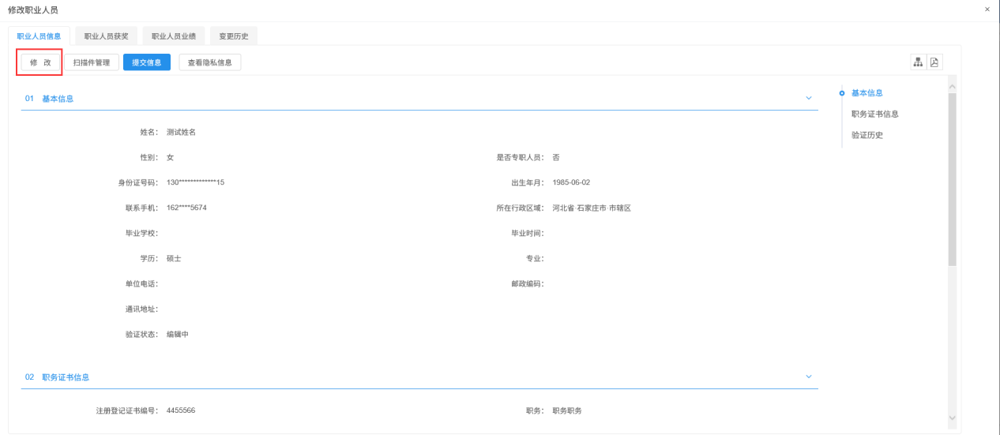 修改职业人员 ×
职业人员信息 职业人员获奖 职业人员业绩 变更历史
修 改 扫描件管理 提交信息 查看隐私信息
01 基本信息
基本信息
职务证书信息
验证历史
姓名： 测试姓名
性别： 女 是否专职人员： 否
身份证号码： 130*************15 出生年月： 1985-06-02
联系手机： 162****5674 所在行政区域： 河北省·石家庄市·市辖区
毕业学校： 毕业时间：
学历： 硕士 专业：
单位电话： 邮政编码：
通讯地址：
验证状态： 编辑中
02 职务证书信息
注册登记证书编号： 4455566 职务： 职务职务